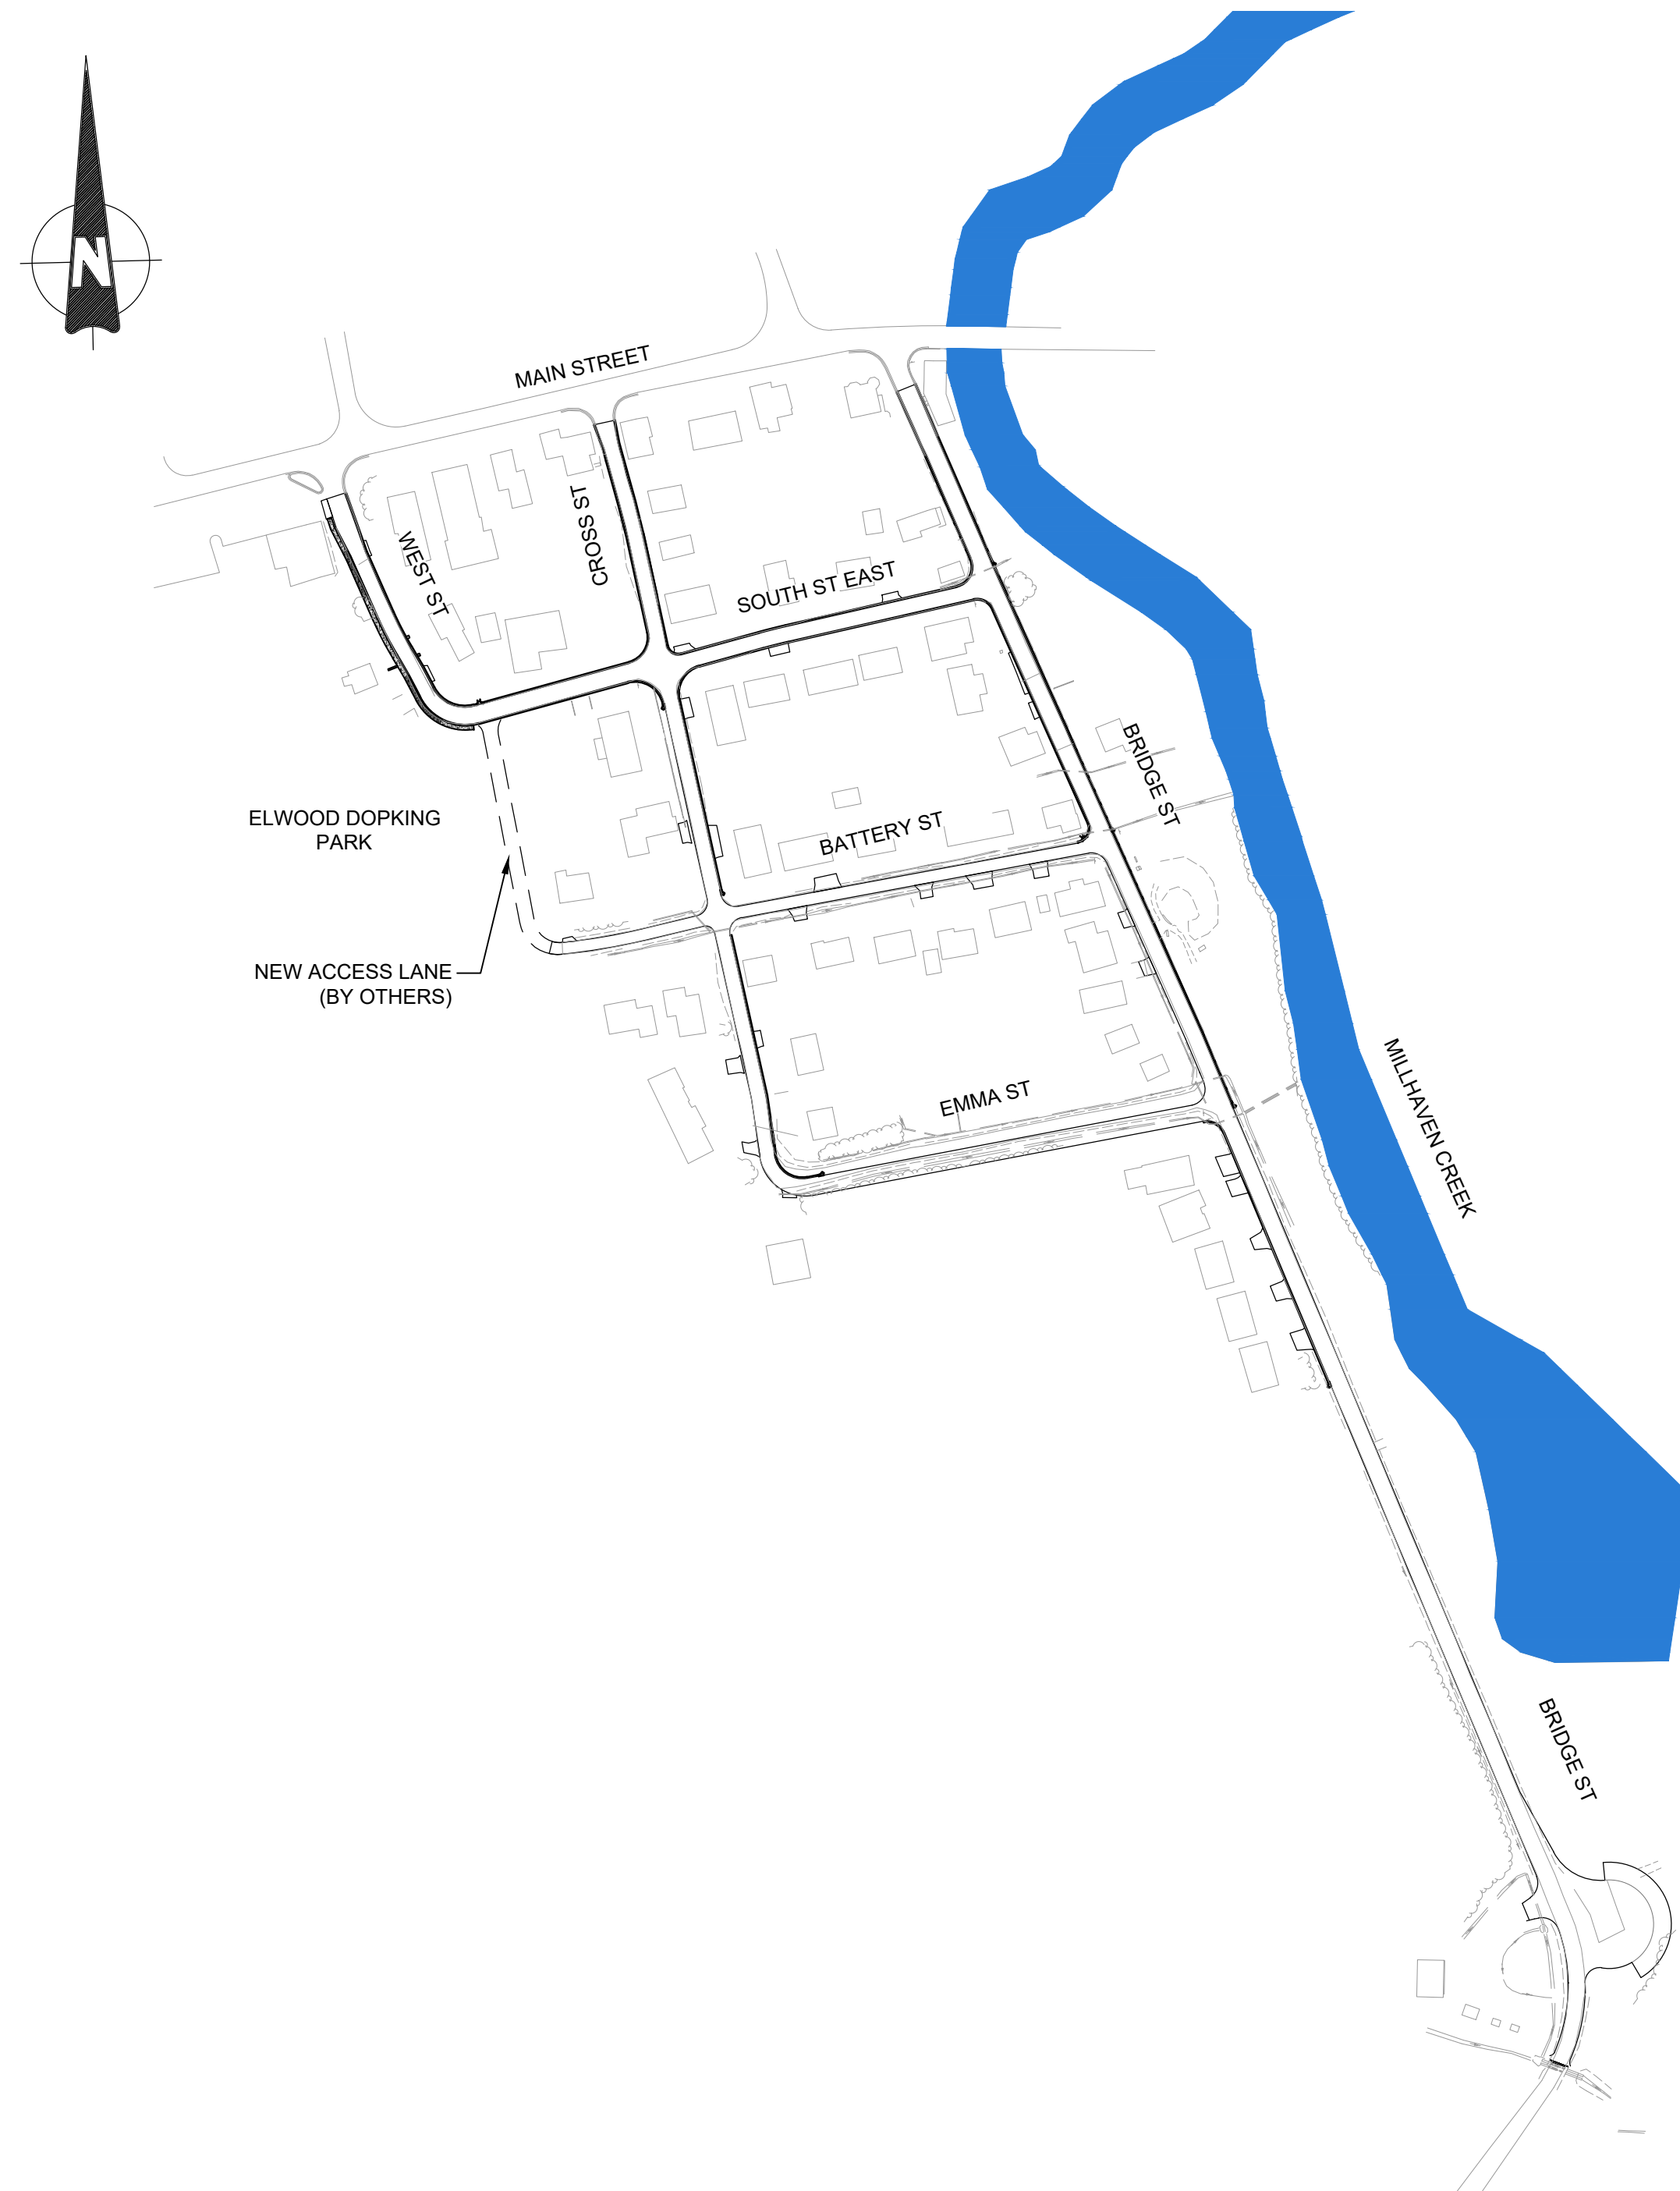 N
MAIN STREET
WEST ST
CROSS ST
SOUTH ST EAST
BRIDGE ST
ELWOOD DOPKING
PARK
BATTERY ST
NEW ACCESS LANE
(BY OTHERS)
EMMA ST
MILLHAVEN CREEK
BRIDGE ST